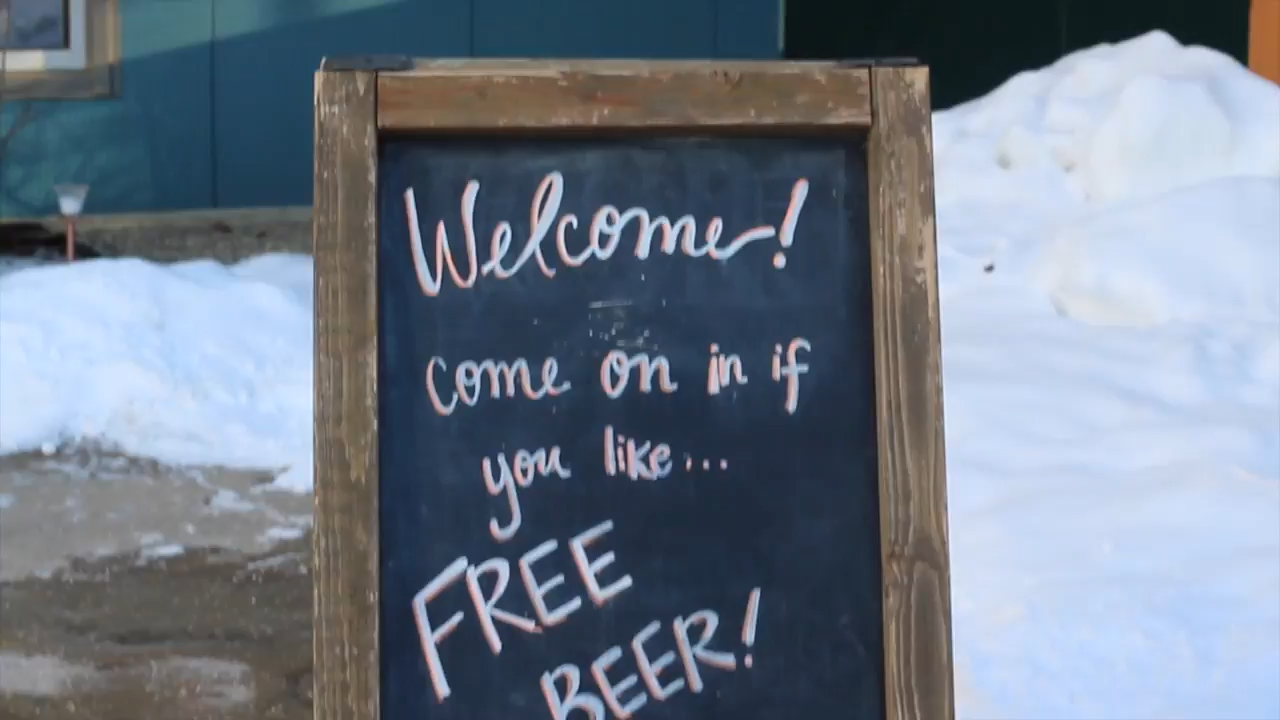 Welcome!
come on in if
you like...
FREE
BEER!